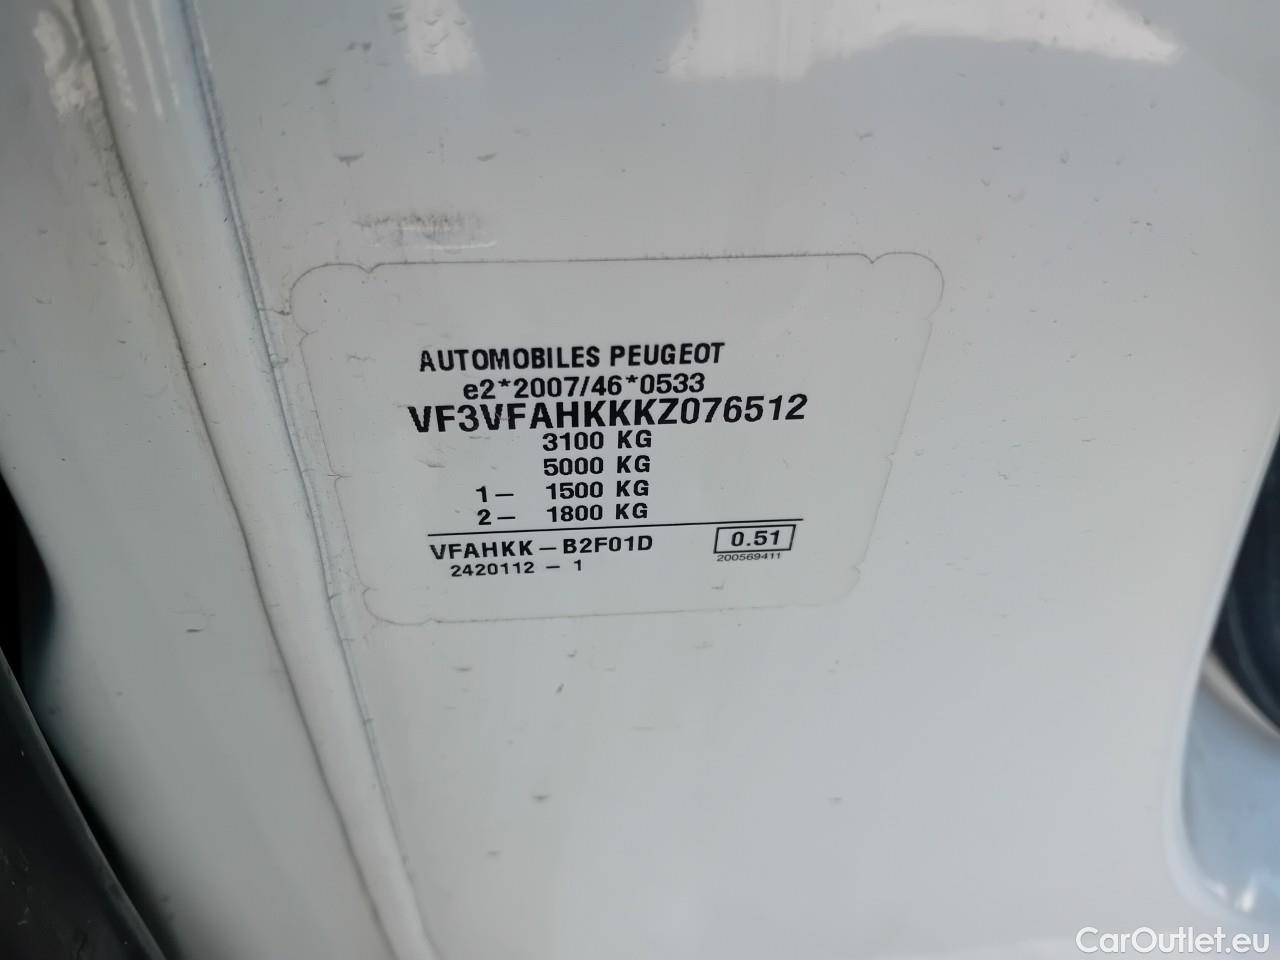 AUTOMOBILES PEUGEOT
e2*2007/46*0533
VF3VFAHKKKZ076512
3100 KG
5000 KG
1- 1500 KG
2- 1800 KG
VFAHKK-B2F01D 0.51
2420112 - 1 200569411
CarOutlet.eu